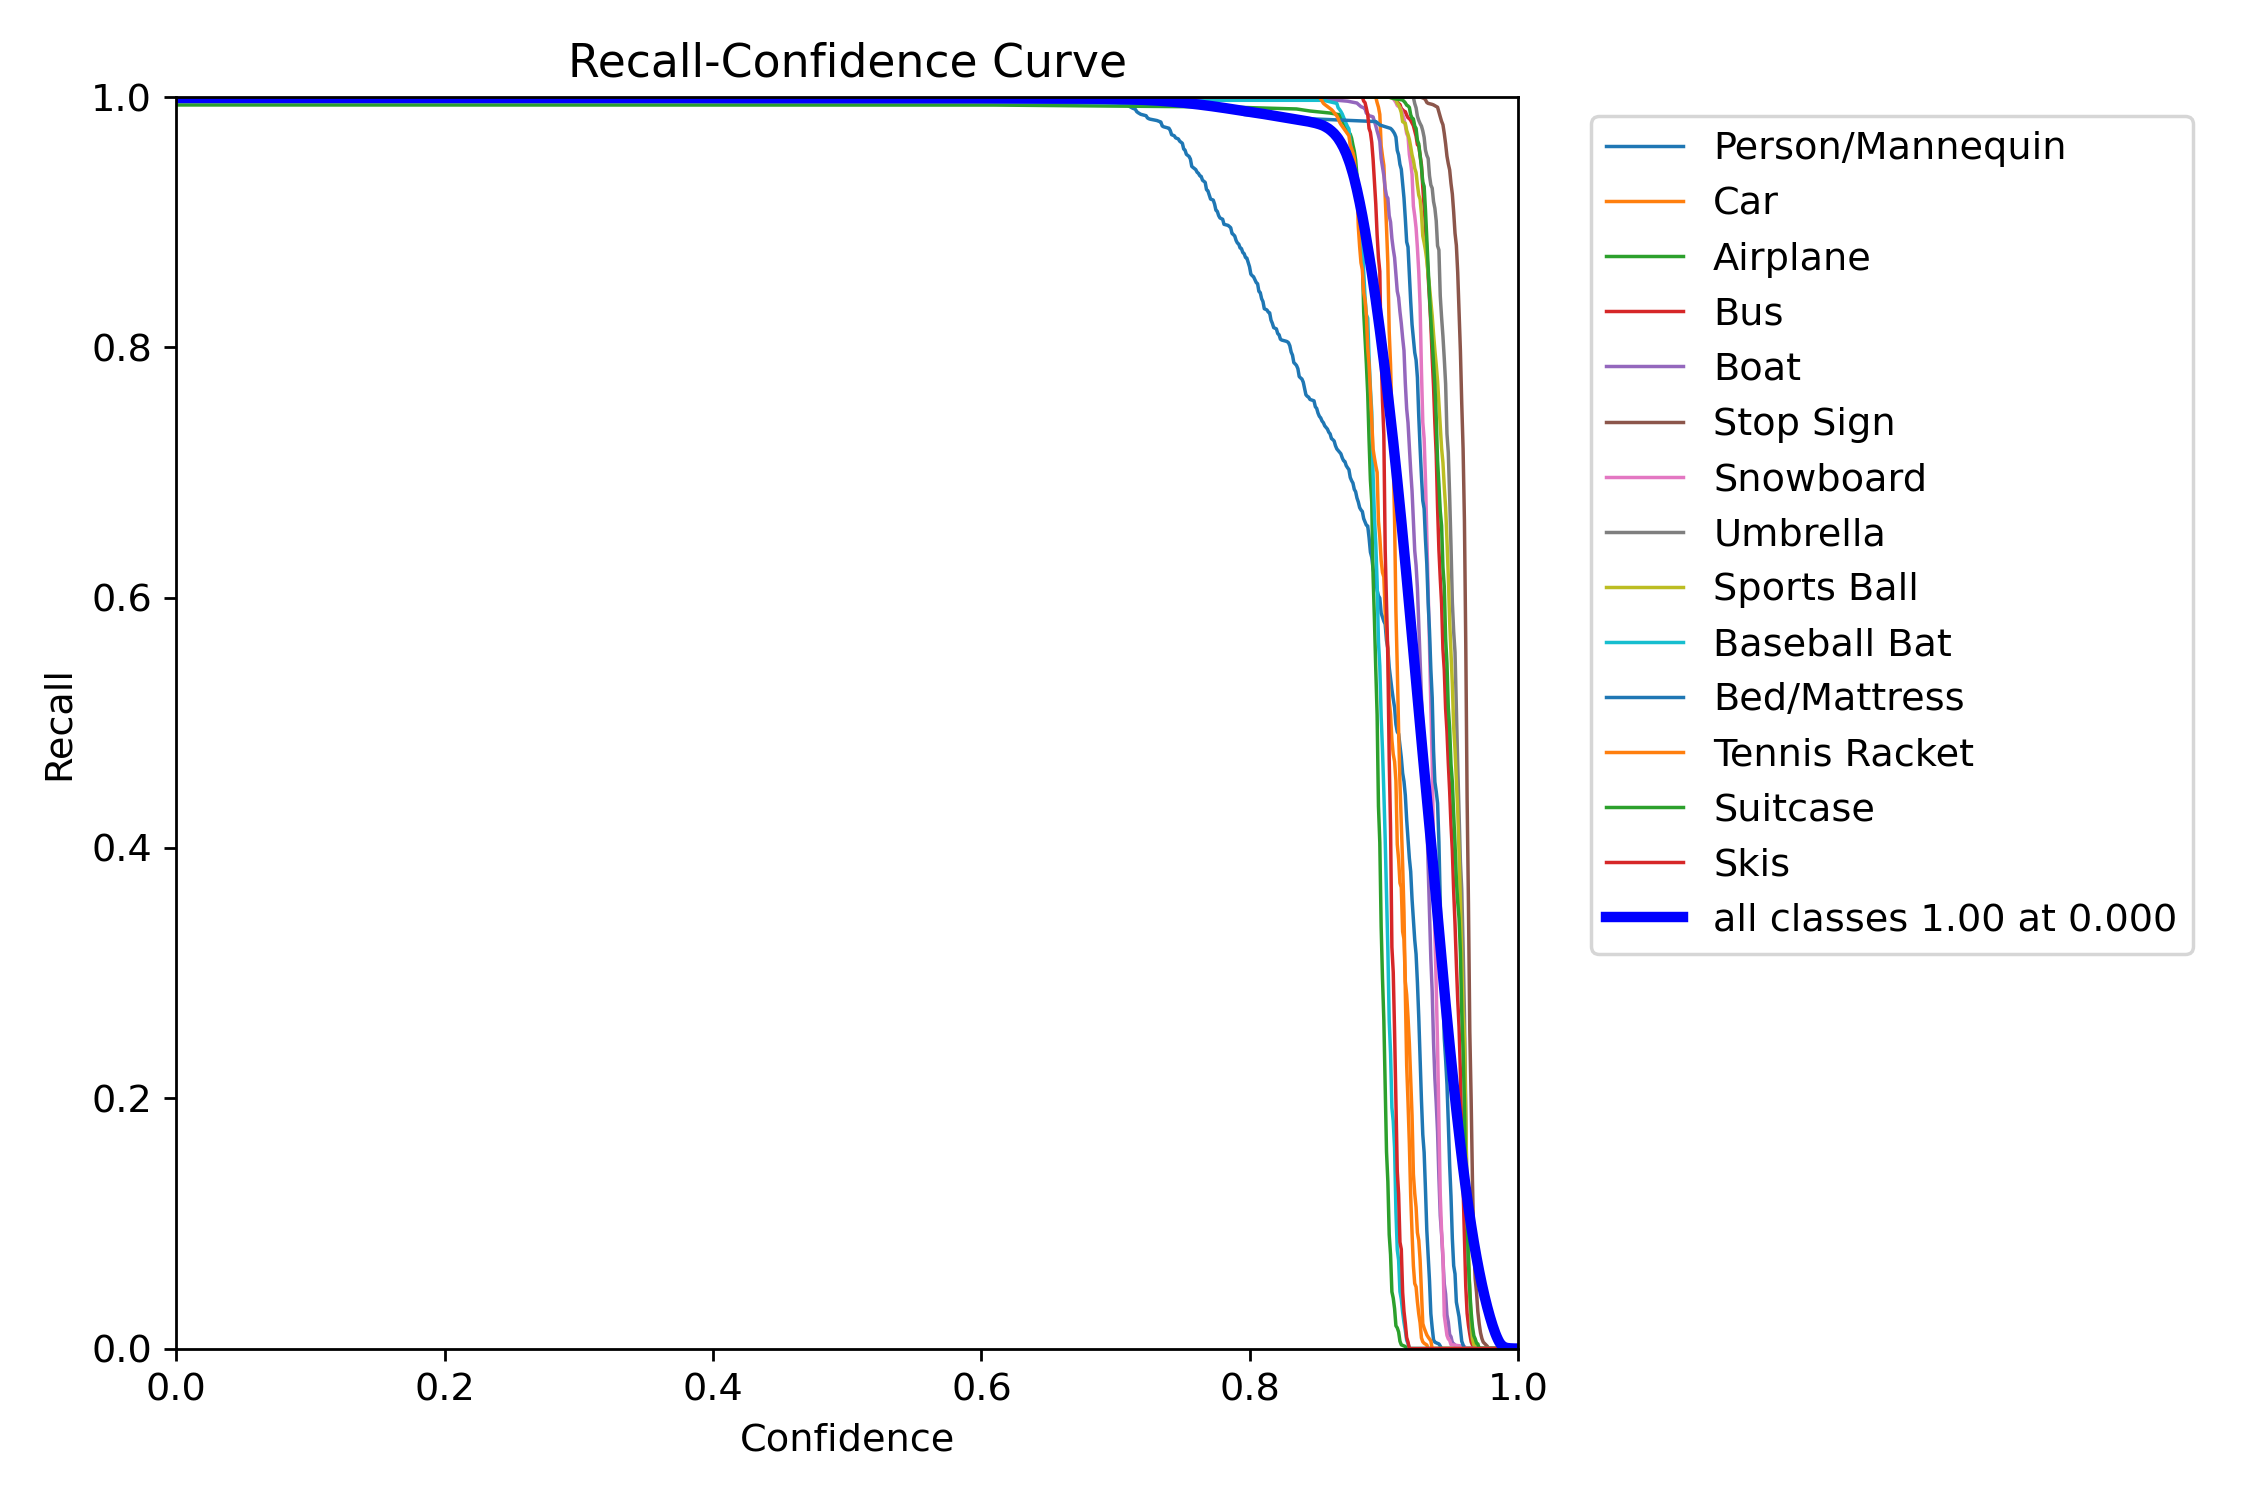 Recall-Confidence Curve
1.0
0.8
0.6
0.4
0.2
0.0
Recall
0.0 0.2 0.4 0.6 0.8 1.0
Confidence
Person/Mannequin
Car
Airplane
Bus
Boat
Stop Sign
Snowboard
Umbrella
Sports Ball
Baseball Bat
Bed/Mattress
Tennis Racket
Suitcase
Skis
all classes 1.00 at 0.000